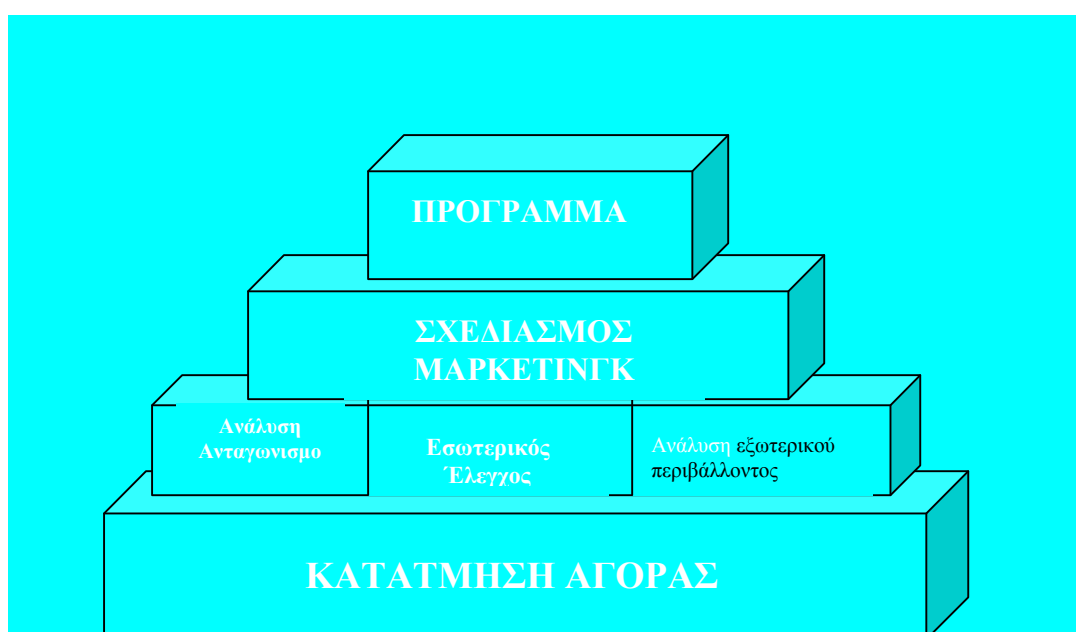 ΠΡΟΓΡΑΜΜΑ
ΣΧΕΔΙΑΣΜΟΣ
ΜΑΡΚΕΤΙΝΓΚ
Ανάλυση
Ανταγωνισμο
Εσωτερικός
Έλεγχος
Ανάλυση εξωτερικού
περιβάλλοντος
ΚΑΤΑΤΜΗΣΗ ΑΓΟΡΑΣ